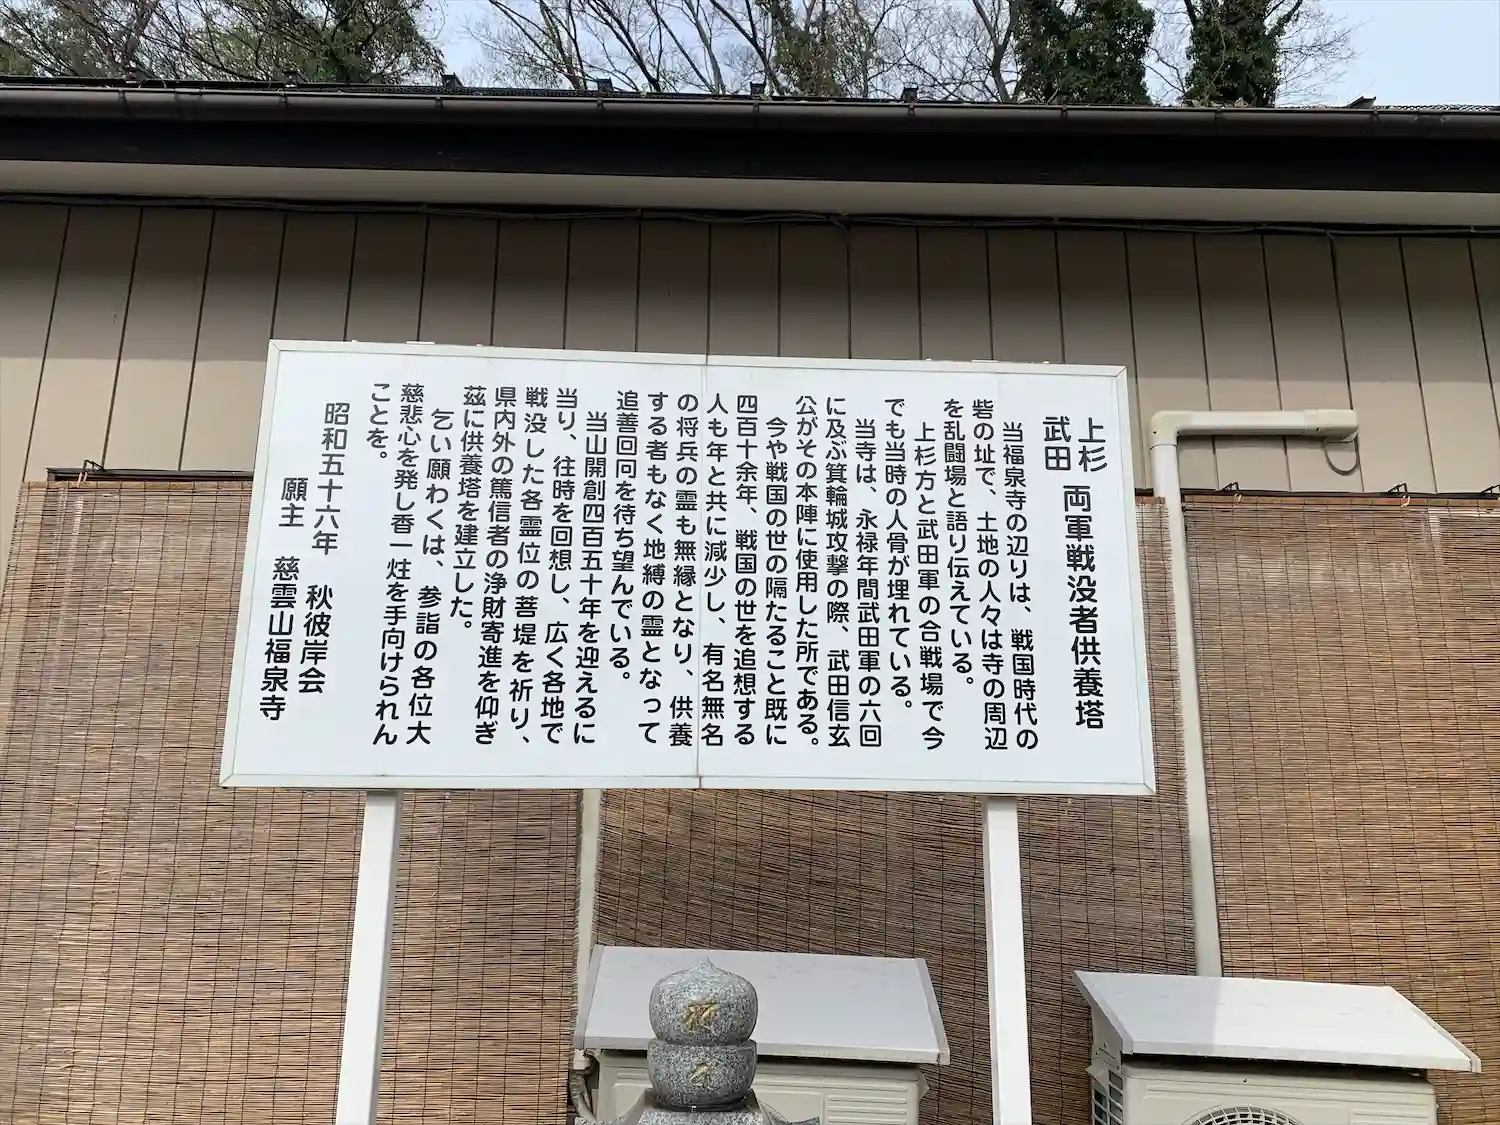 上杉
武田
両軍戦没者供養塔
当福泉寺の辺りは、戦国時代の
砦の址で、土地の人々は寺の周辺
を乱闘場と語り伝えている。
上杉方と武田軍の合戦場で今
でも当時の人骨が埋れている。
当寺は、永禄年間武田軍の六回
に及ぶ箕輪城攻撃の際、武田信玄
公がその本陣に使用した所である。
今や戦国の世の隔たること既に
四百十余年、戦国の世を追想する
人も年と共に減少し、有名無名
の将兵の霊も無縁となり、供養
する者もなく地縛の霊となって
追善回向を待ち望んでいる。
当山開創四百五十年を迎えるに
当り、往時を回想し、広く各地で
戦没した各霊位の菩堤を祈り、
県内外の篤信者の浄財寄進を仰ぎ
茲に供養塔を建立した。
乞い願わくは、参詣の各位大
慈悲心を発し香一炷を手向けられん
ことを。
昭和五十六年 秋彼岸会
願主 慈雲山福泉寺